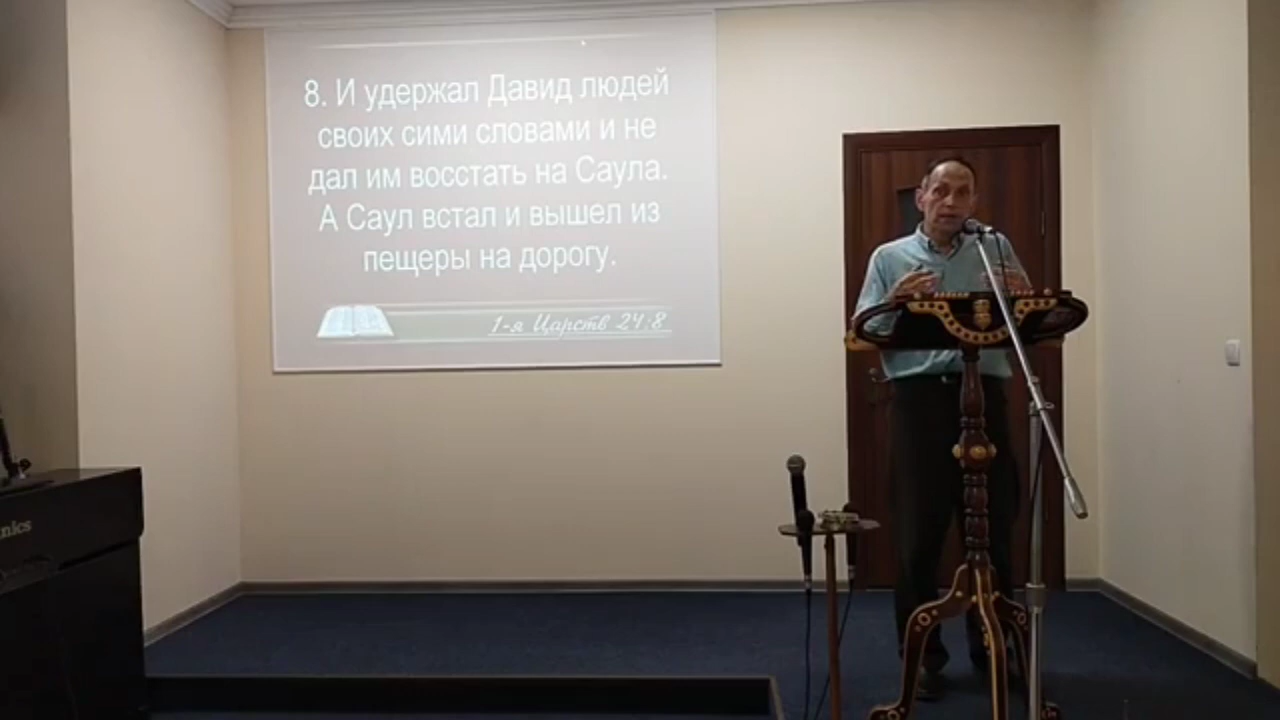 8. И удержал Давид людей
своих сими словами и не
дал им восстать на Саула.
А Саул встал и вышел из
пещеры на дорогу.
1-я Царств 24:8